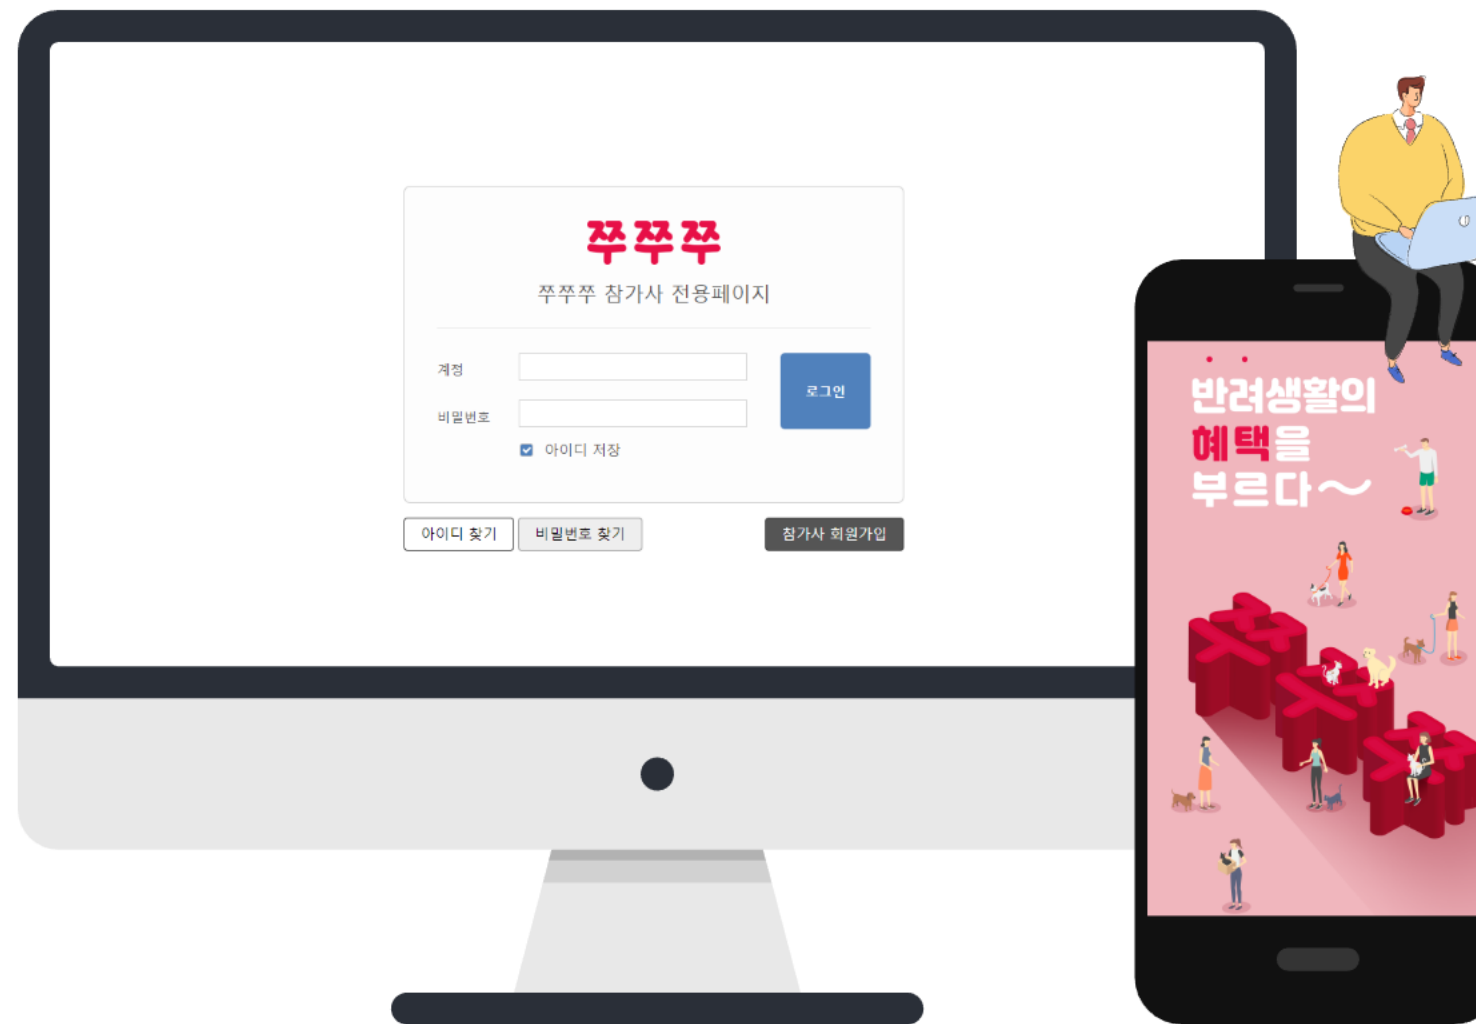 쭈쭈쭈
쭈쭈쭈 참가사 전용페이지
계정
로그인
비밀번호
아이디 저장
아이디 찾기
비밀번호 찾기
참가사 회원가입
반려생활의
혜택을
부르다~
쭈쭈쭈